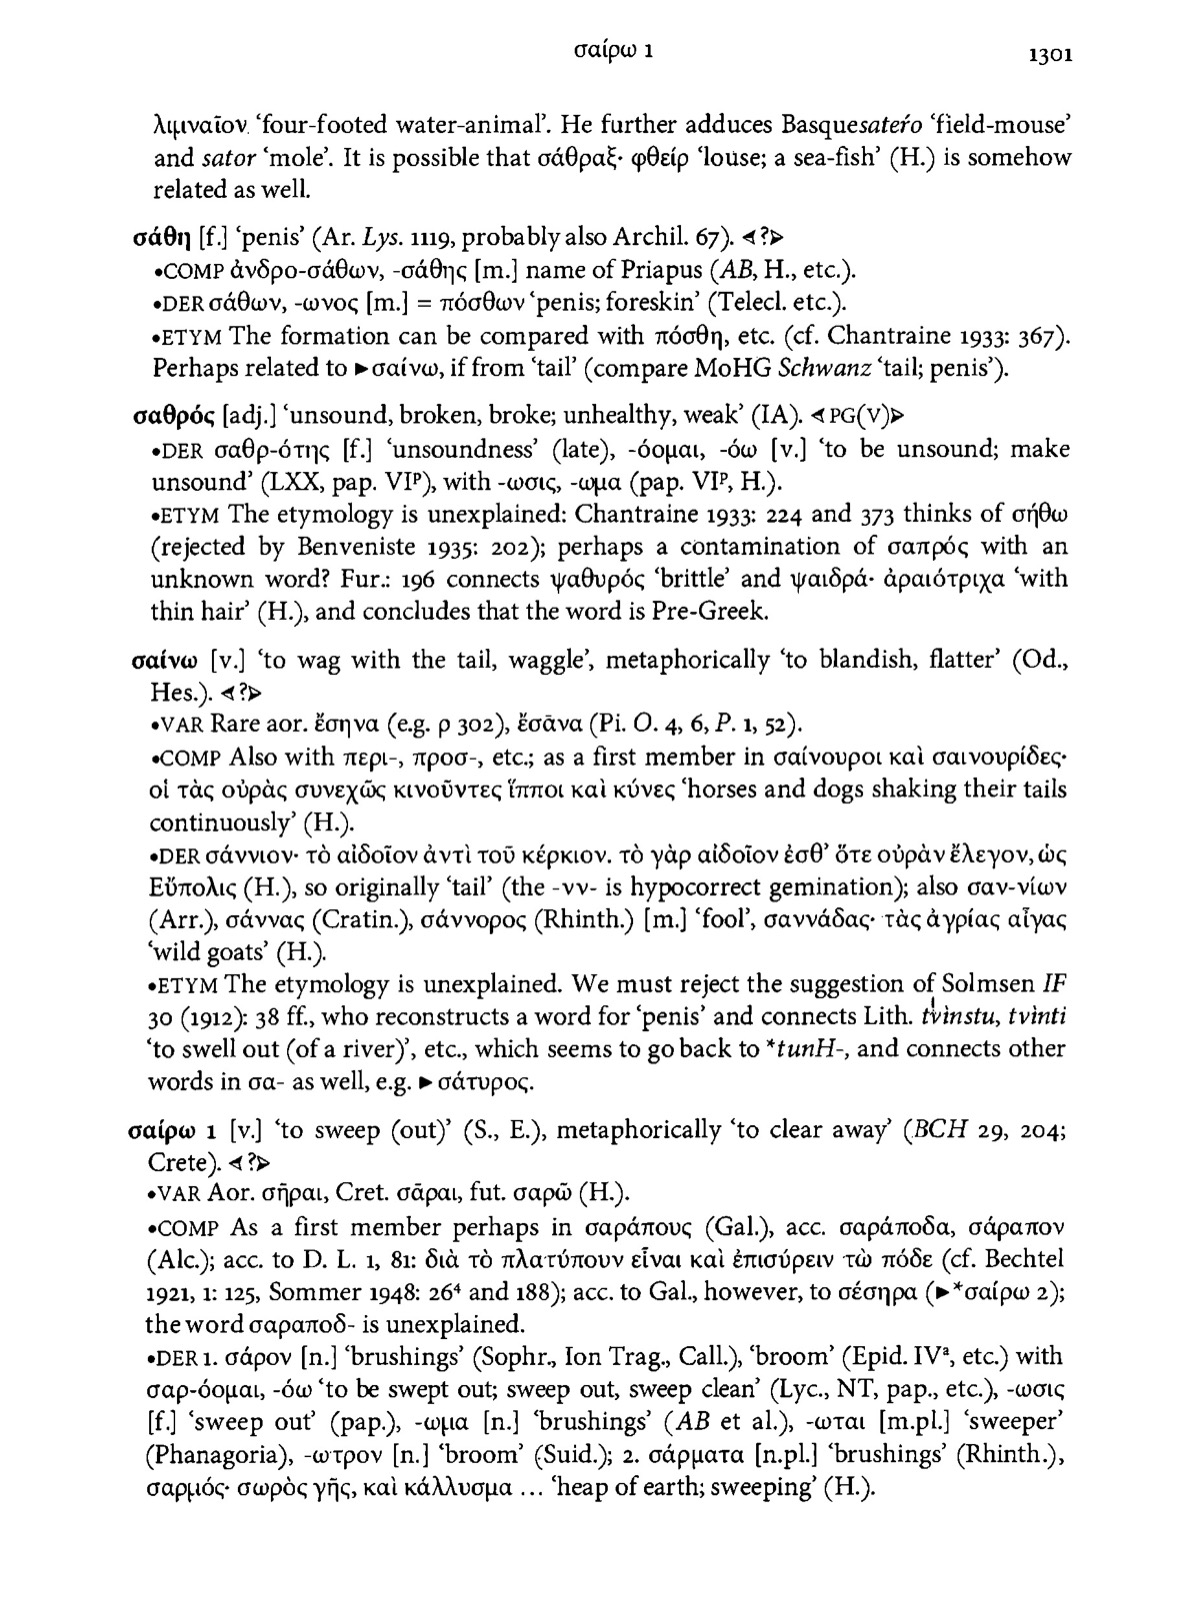 σαίρω 1
1301
λιμναῖον. ‘four-footed water-animal’. He further adduces Basque sateŕo ‘field-mouse’
and sator ‘mole’. It is possible that σάθραξ· φθείρ ‘louse; a sea-fish’ (H.) is somehow
related as well.
σάθη [f.] ‘penis’ (Ar. Lys. 1119, probably also Archil. 67). ◁?▷
•COMP ἀνδρο-σάθων, -σάθης [m.] name of Priapus (AB, H., etc.).
•DER σάθων, -ωνος [m.] = πόσθων ‘penis; foreskin’ (Telecl. etc.).
•ETYM The formation can be compared with πόσθη, etc. (cf. Chantraine 1933: 367).
Perhaps related to ►σαίνω, if from ‘tail’ (compare MoHG Schwanz ‘tail; penis’).
σαθρός [adj.] ‘unsound, broken, broke; unhealthy, weak’ (IA). ◁PG(V)▷
•DER σαθρ-ότης [f.] ‘unsoundness’ (late), -όομαι, -όω [v.] ‘to be unsound; make
unsound’ (LXX, pap. VIᵖ), with -ωσις, -ωμα (pap. VIᵖ, H.).
•ETYM The etymology is unexplained: Chantraine 1933: 224 and 373 thinks of σήθω
(rejected by Benveniste 1935: 202); perhaps a contamination of σαπρός with an
unknown word? Fur.: 196 connects ψαθυρός ‘brittle’ and ψαιδρά· ἀραιότριχα ‘with
thin hair’ (H.), and concludes that the word is Pre-Greek.
σαίνω [v.] ‘to wag with the tail, waggle’, metaphorically ‘to blandish, flatter’ (Od.,
Hes.). ◁?▷
•VAR Rare aor. ἔσηνα (e.g. ρ 302), ἔσᾱνα (Pi. O. 4, 6, P. 1, 52).
•COMP Also with περι-, προσ-, etc.; as a first member in σαίνουροι καὶ σαινουρίδες·
οἱ τὰς οὐρὰς συνεχῶς κινοῦντες ἵπποι καὶ κύνες ‘horses and dogs shaking their tails
continuously’ (H.).
•DER σάννιον· τὸ αἰδοῖον ἀντὶ τοῦ κέρκιον. τὸ γὰρ αἰδοῖον ἐσθ’ ὅτε οὐρὰν ἔλεγον, ὡς
Εὔπολις (H.), so originally ‘tail’ (the -νν- is hypocorrect gemination); also σαν-νίων
(Arr.), σάννας (Cratin.), σάννορος (Rhinth.) [m.] ‘fool’, σαννάδας· τὰς ἀγρίας αἶγας
‘wild goats’ (H.).
•ETYM The etymology is unexplained. We must reject the suggestion of Solmsen IF
30 (1912): 38 ff., who reconstructs a word for ‘penis’ and connects Lith. tvìnstu, tvìnti
‘to swell out (of a river)’, etc., which seems to go back to *tunH-, and connects other
words in σα- as well, e.g. ► σάτυρος.
σαίρω 1 [v.] ‘to sweep (out)’ (S., E.), metaphorically ‘to clear away’ (BCH 29, 204;
Crete). ◁?▷
•VAR Aor. σῆραι, Cret. σᾶραι, fut. σαρῶ (H.).
•COMP As a first member perhaps in σαράπους (Gal.), acc. σαράποδα, σάραπον
(Alc.); acc. to D. L. 1, 81: διὰ τὸ πλατύπουν εἶναι καὶ ἐπισύρειν τὼ πόδε (cf. Bechtel
1921, 1: 125, Sommer 1948: 26⁴ and 188); acc. to Gal., however, to σέσηρα (►*σαίρω 2);
the word σαραποδ- is unexplained.
•DER 1. σάρον [n.] ‘brushings’ (Sophr., Ion Trag., Call.), ‘broom’ (Epid. IVᵃ, etc.) with
σαρ-όομαι, -όω ‘to be swept out; sweep out, sweep clean’ (Lyc., NT, pap., etc.), -ωσις
[f.] ‘sweep out’ (pap.), -ωμα [n.] ‘brushings’ (AB et al.), -ωται [m.pl.] ‘sweeper’
(Phanagoria), -ωτρον [n.] ‘broom’ (Suid.); 2. σάρματα [n.pl.] ‘brushings’ (Rhinth.),
σαρμός· σωρὸς γῆς, καὶ κάλλυσμα ... ‘heap of earth; sweeping’ (H.).